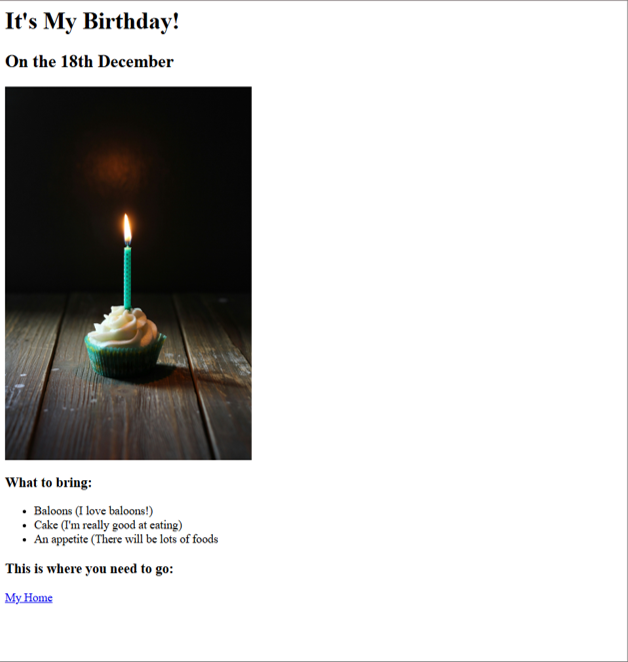 It's My Birthday!
On the 18th December
What to bring:
Baloons (I love baloons!)
Cake (I'm really good at eating)
An appetite (There will be lots of foods
This is where you need to go:
My Home